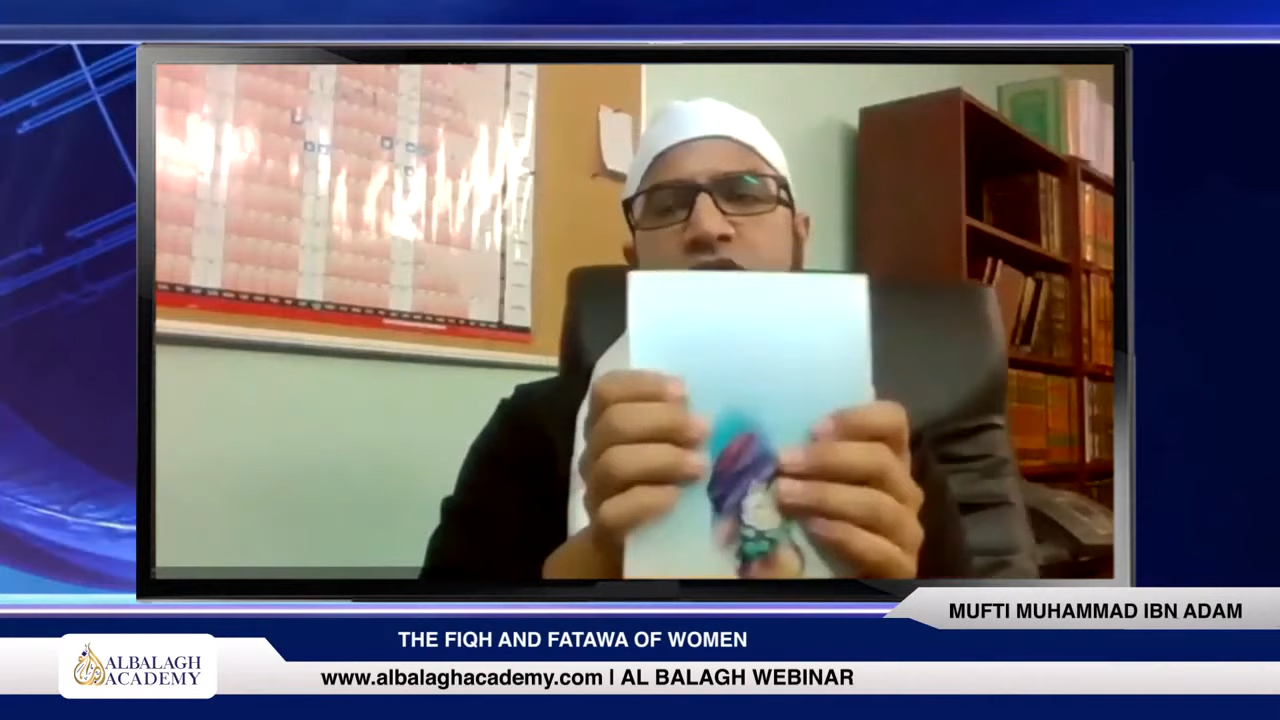 MUFTI MUHAMMAD IBN ADAM
THE FIQH AND FATAWA OF WOMEN
ALBALAGH
ACADEMY
www.albalaghacademy.com | AL BALAGH WEBINAR